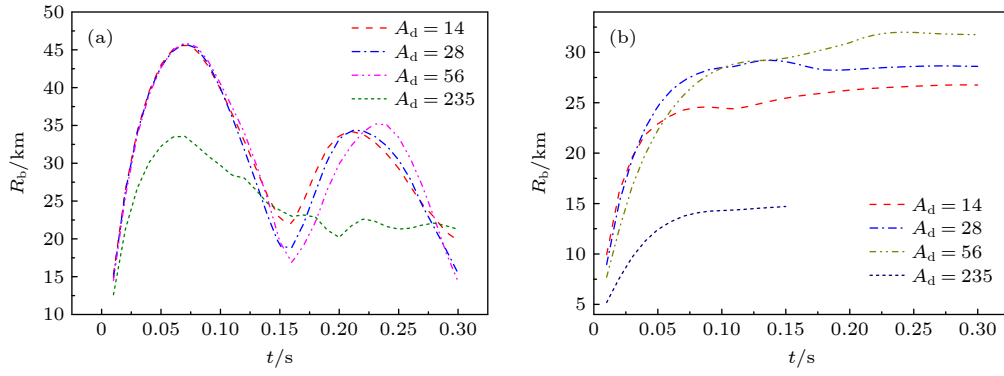 (a)
A_d = 14
A_d = 28
A_d = 56
A_d = 235
50
45
40
35
30
25
20
15
10
R_b/km
0 0.05 0.10 0.15 0.20 0.25 0.30
t/s
(b)
30
25
20
15
10
5
R_b/km
A_d = 14
A_d = 28
A_d = 56
A_d = 235
0 0.05 0.10 0.15 0.20 0.25 0.30
t/s